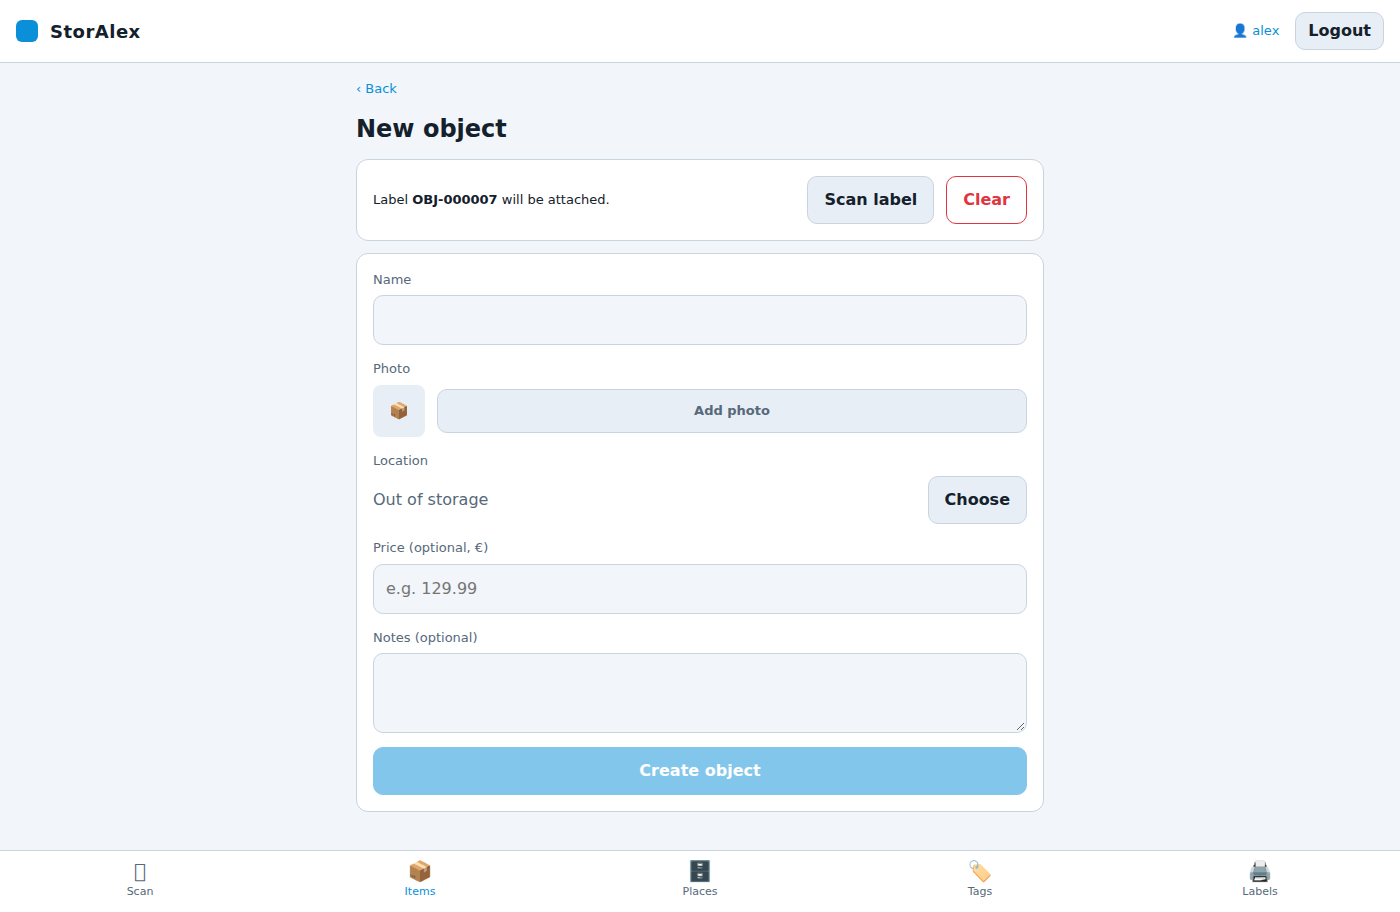 StorAlex
alex
Logout
‹ Back
New object
Label OBJ-000007 will be attached.
Scan label
Clear
Name
Photo
Add photo
Location
Out of storage
Choose
Price (optional, €)
e.g. 129.99
Notes (optional)
Create object
Scan
Items
Places
Tags
Labels